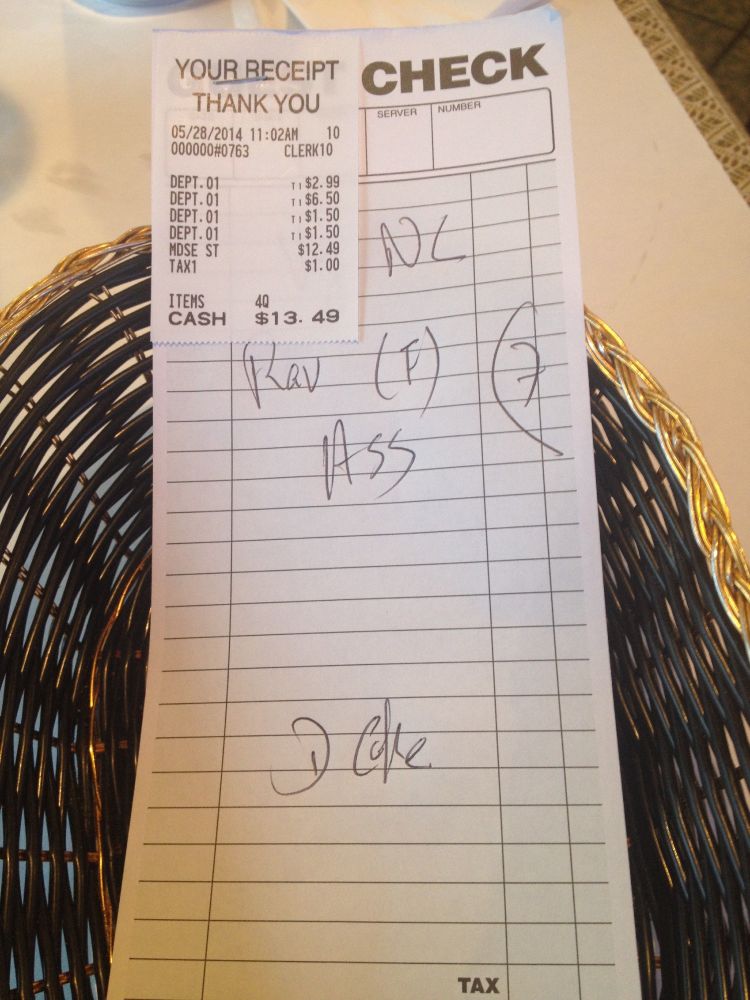 YOUR RECEIPT
THANK YOU
05/28/2014 11:02AM 10
000000#0763 CLERK10
DEPT.01 T1 $2.99
DEPT.01 T1 $6.50
DEPT.01 T1 $1.50
DEPT.01 T1 $1.50
MDSE ST $12.49
TAX1 $1.00
ITEMS 4Q
CASH $13.49
CHECK
SERVER NUMBER
NL
Rav (F) (7
ASS
D Coke
TAX